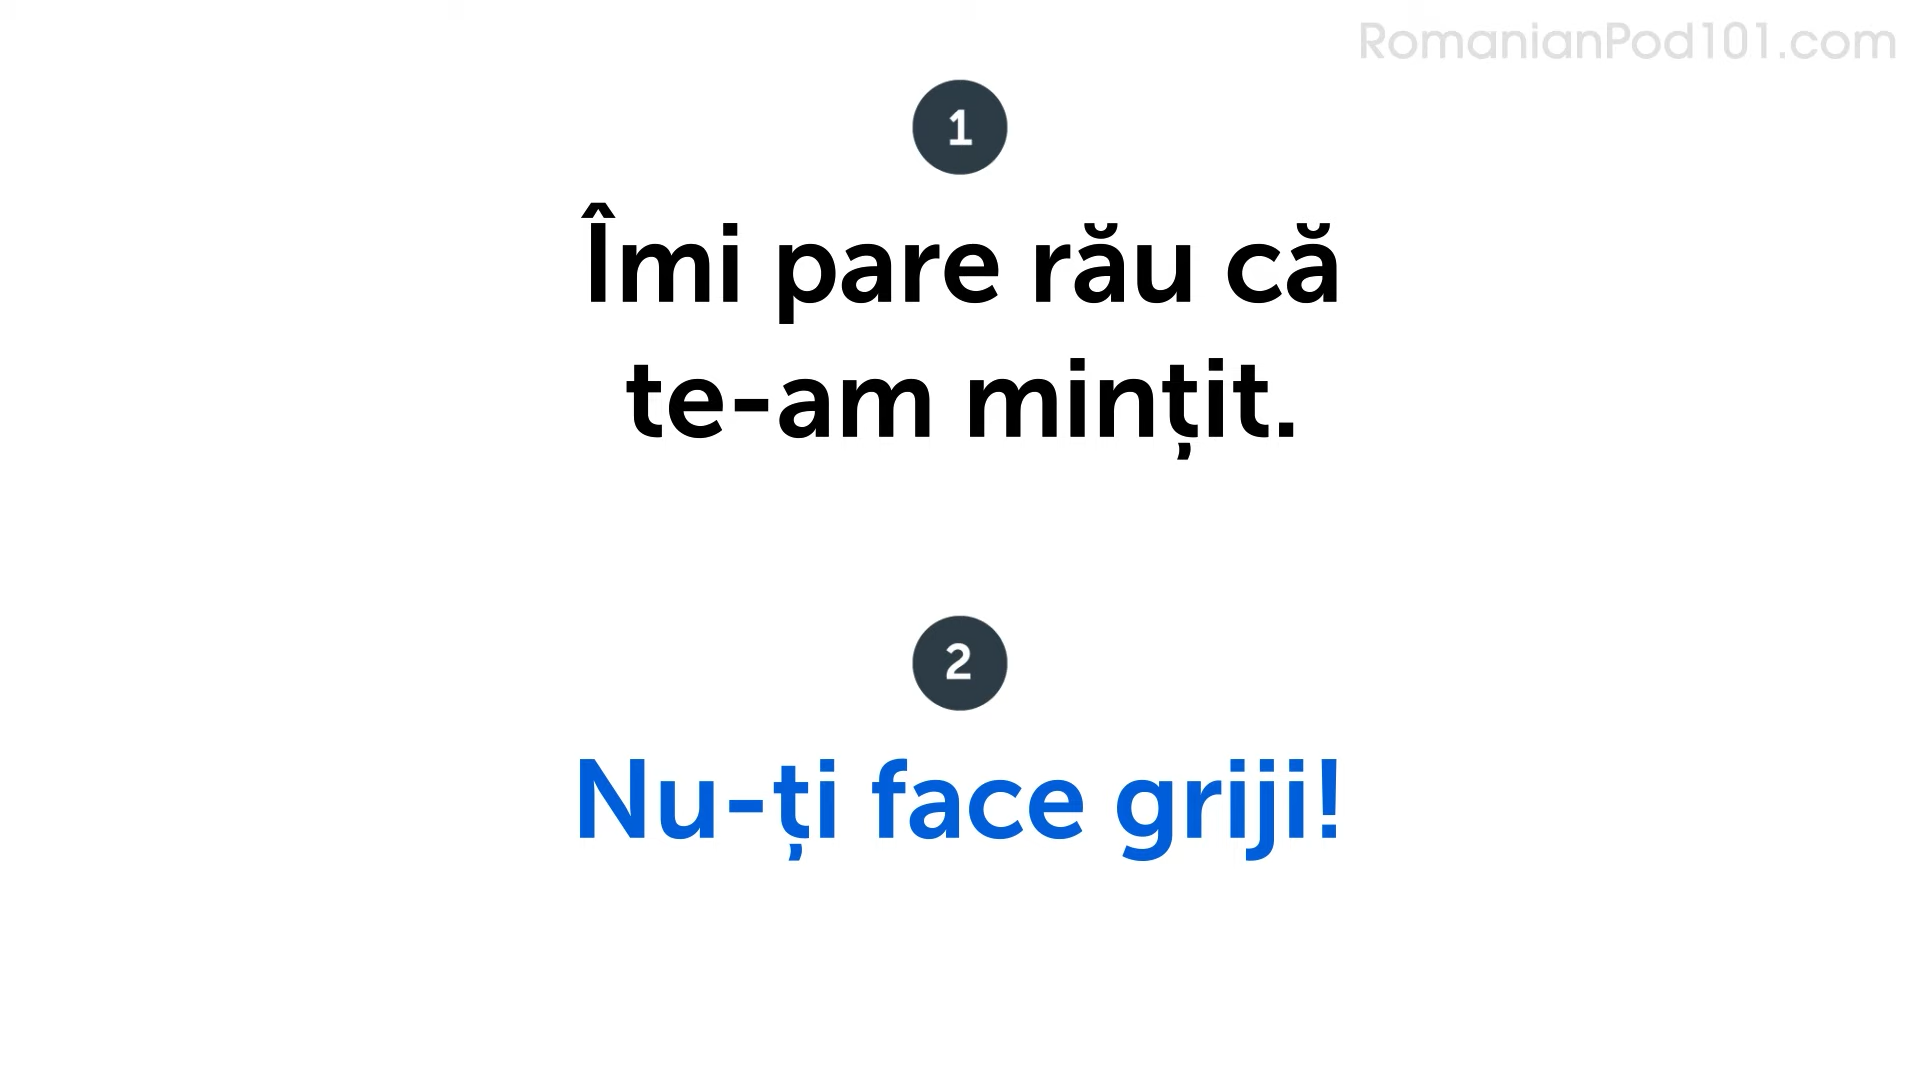 RomanianPod101.com
1
Îmi pare rău că
te-am mințit.
2
Nu-ți face griji!